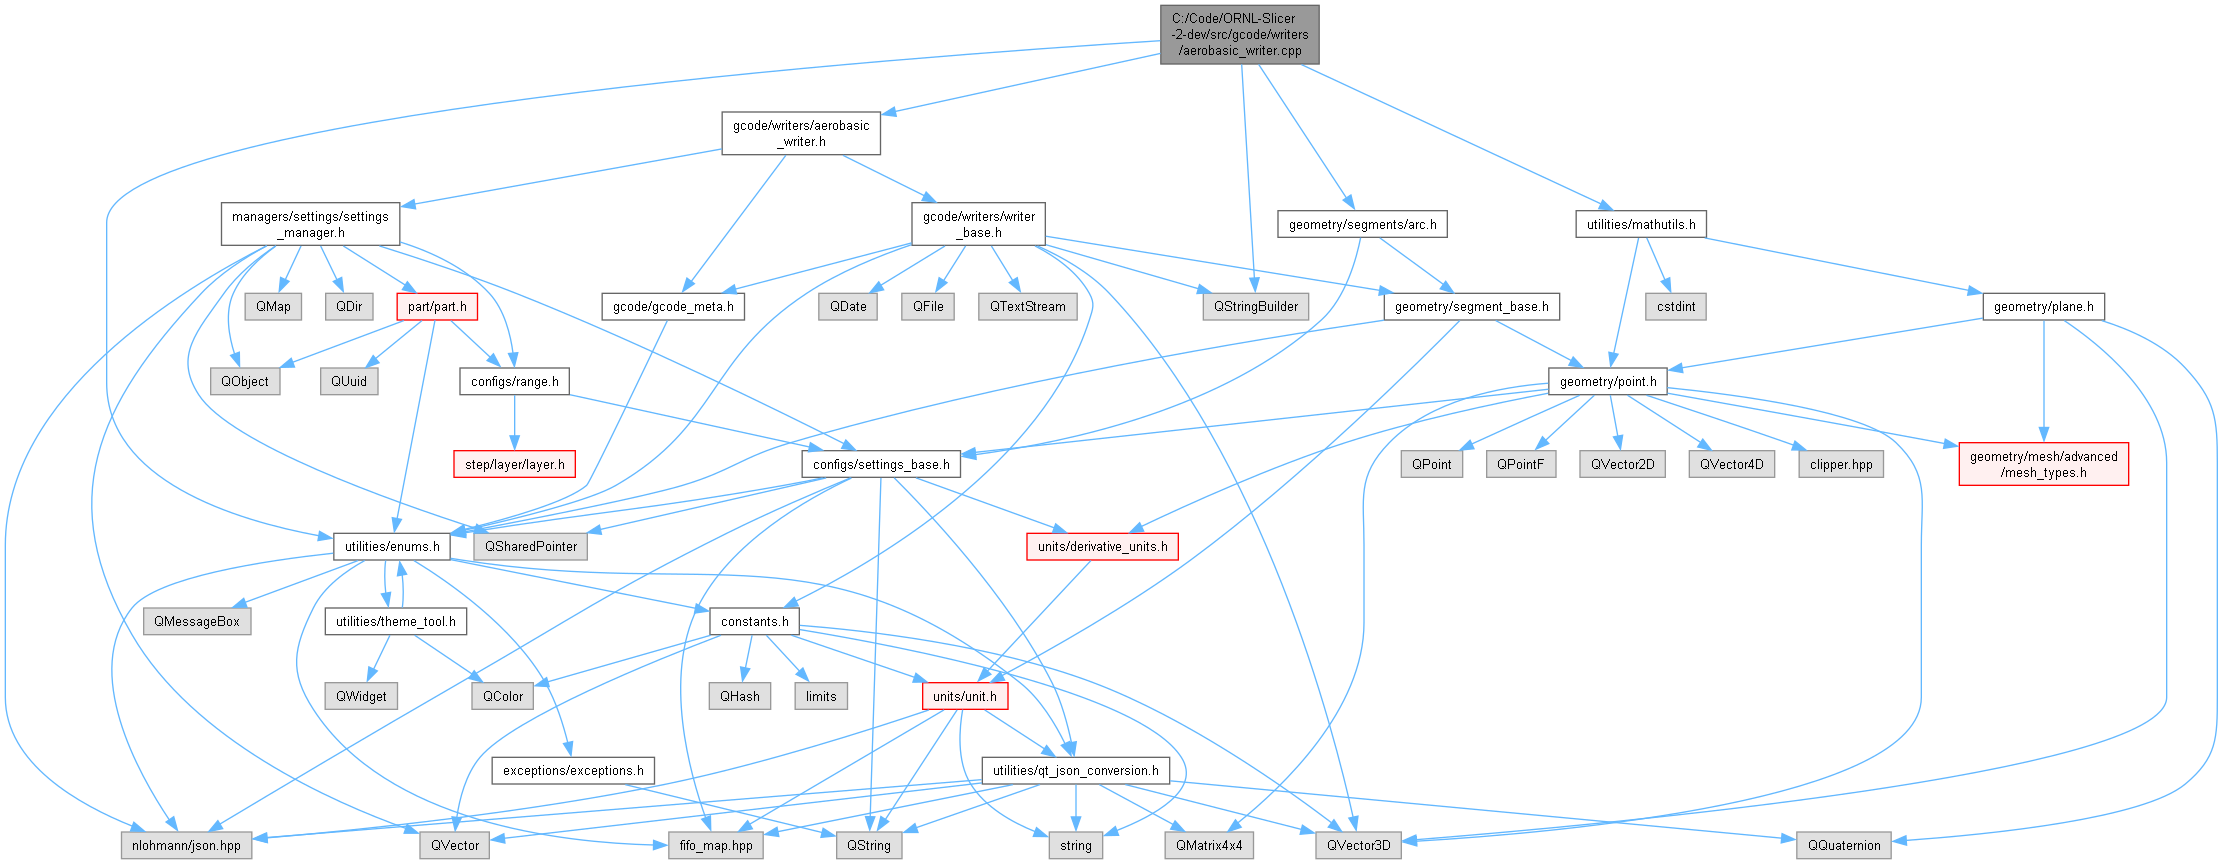 C:/Code/ORNL-Slicer
-2-dev/src/gcode/writers
/aerobasic_writer.cpp
gcode/writers/aerobasic
_writer.h
managers/settings/settings
_manager.h
gcode/writers/writer
_base.h
geometry/segments/arc.h
utilities/mathutils.h
QMap
QDir
part/part.h
gcode/gcode_meta.h
QDate
QFile
QTextStream
QStringBuilder
geometry/segment_base.h
cstdint
geometry/plane.h
QObject
QUuid
configs/range.h
geometry/point.h
step/layer/layer.h
configs/settings_base.h
QPoint
QPointF
QVector2D
QVector4D
clipper.hpp
geometry/mesh/advanced
/mesh_types.h
utilities/enums.h
QSharedPointer
units/derivative_units.h
QMessageBox
utilities/theme_tool.h
constants.h
QWidget
QColor
QHash
limits
units/unit.h
exceptions/exceptions.h
utilities/qt_json_conversion.h
nlohmann/json.hpp
QVector
fifo_map.hpp
QString
string
QMatrix4x4
QVector3D
QQuaternion